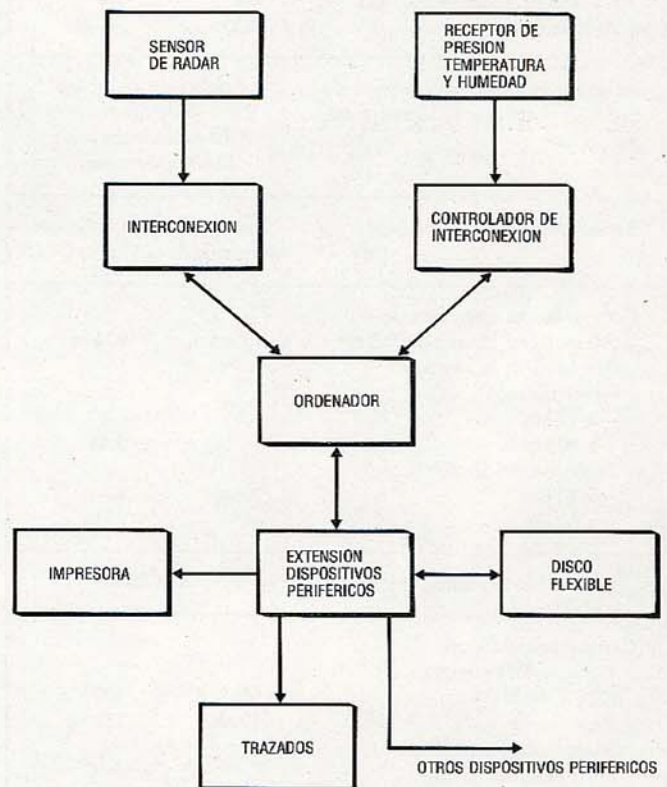 SENSOR
DE RADAR
RECEPTOR DE
PRESION
TEMPERATURA
Y HUMEDAD
INTERCONEXION
CONTROLADOR DE
INTERCONEXION
ORDENADOR
IMPRESORA
EXTENSION
DISPOSITIVOS
PERIFERICOS
DISCO
FLEXIBLE
TRAZADOS
OTROS DISPOSITIVOS PERIFERICOS